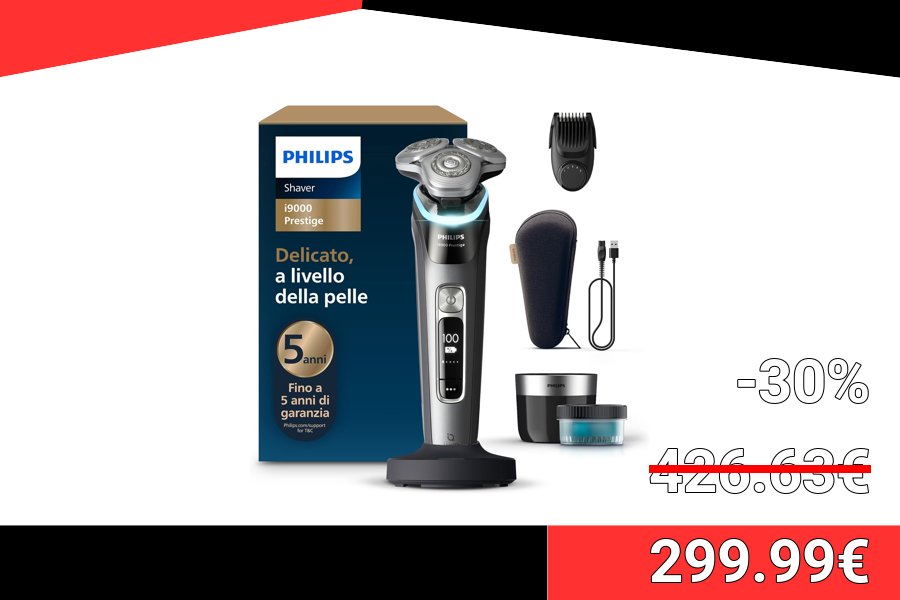 PHILIPS
Shaver
i9000
Prestige
Delicato,
a livello
della pelle
5 anni
Fino a
5 anni di
garanzia
Philips.com/support
for T&C
PHILIPS
i9000 Prestige
100
%
PHILIPS
-30%
426.63€
299.99€